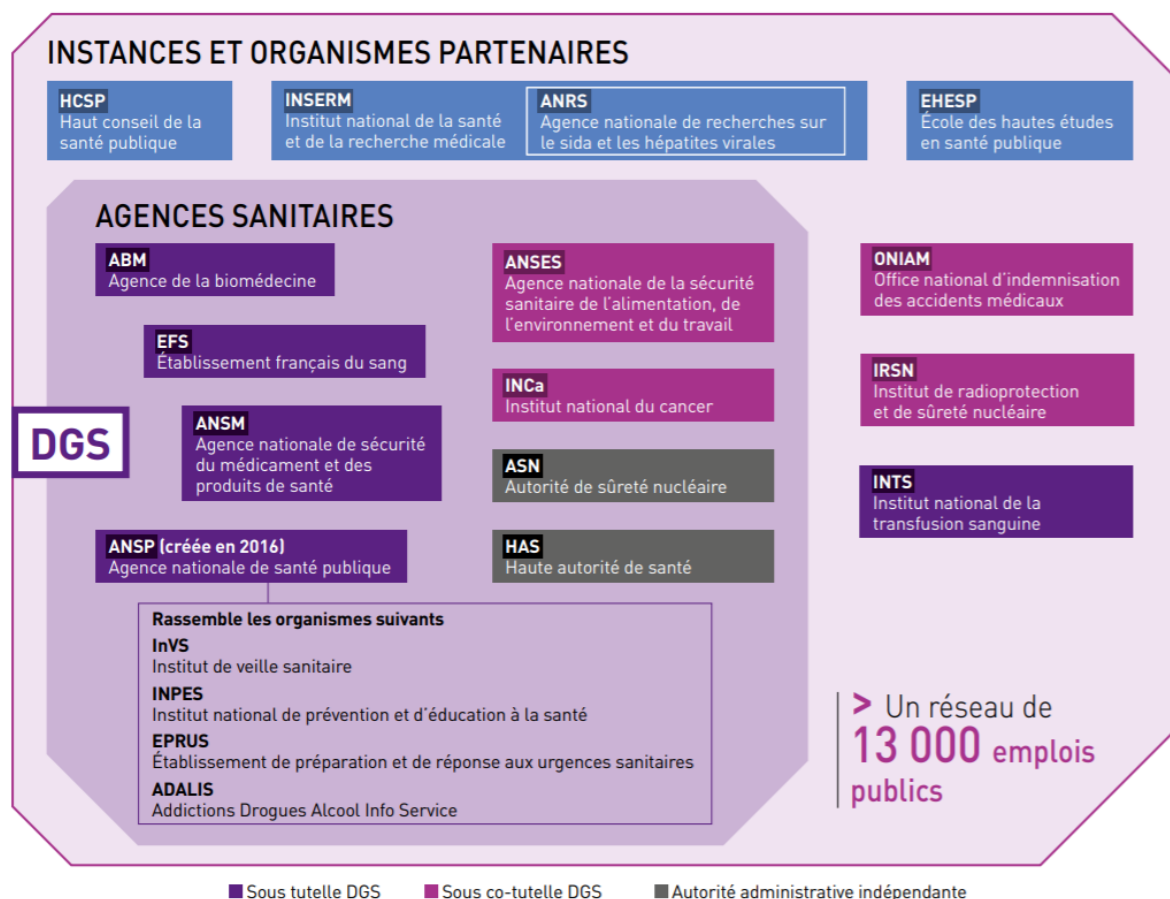 INSTANCES ET ORGANISMES PARTENAIRES
HCSP
Haut conseil de la
santé publique
INSERM
Institut national de la santé
et de la recherche médicale
ANRS
Agence nationale de recherches sur
le sida et les hépatites virales
EHESP
École des hautes études
en santé publique
AGENCES SANITAIRES
ABM
Agence de la biomédecine
EFS
Établissement français du sang
DGS
ANSM
Agence nationale de sécurité
du médicament et des
produits de santé
ANSP (créée en 2016)
Agence nationale de santé publique
Rassemble les organismes suivants
InVS
Institut de veille sanitaire
INPES
Institut national de prévention et d'éducation à la santé
EPRUS
Établissement de préparation et de réponse aux urgences sanitaires
ADALIS
Addictions Drogues Alcool Info Service
ANSES
Agence nationale de la sécurité
sanitaire de l'alimentation, de
l'environnement et du travail
INCa
Institut national du cancer
ASN
Autorité de sûreté nucléaire
HAS
Haute autorité de santé
ONIAM
Office national d'indemnisation
des accidents médicaux
IRSN
Institut de radioprotection
et de sûreté nucléaire
INTS
Institut national de la
transfusion sanguine
> Un réseau de
13 000 emplois
publics
Sous tutelle DGS
Sous co-tutelle DGS
Autorité administrative indépendante